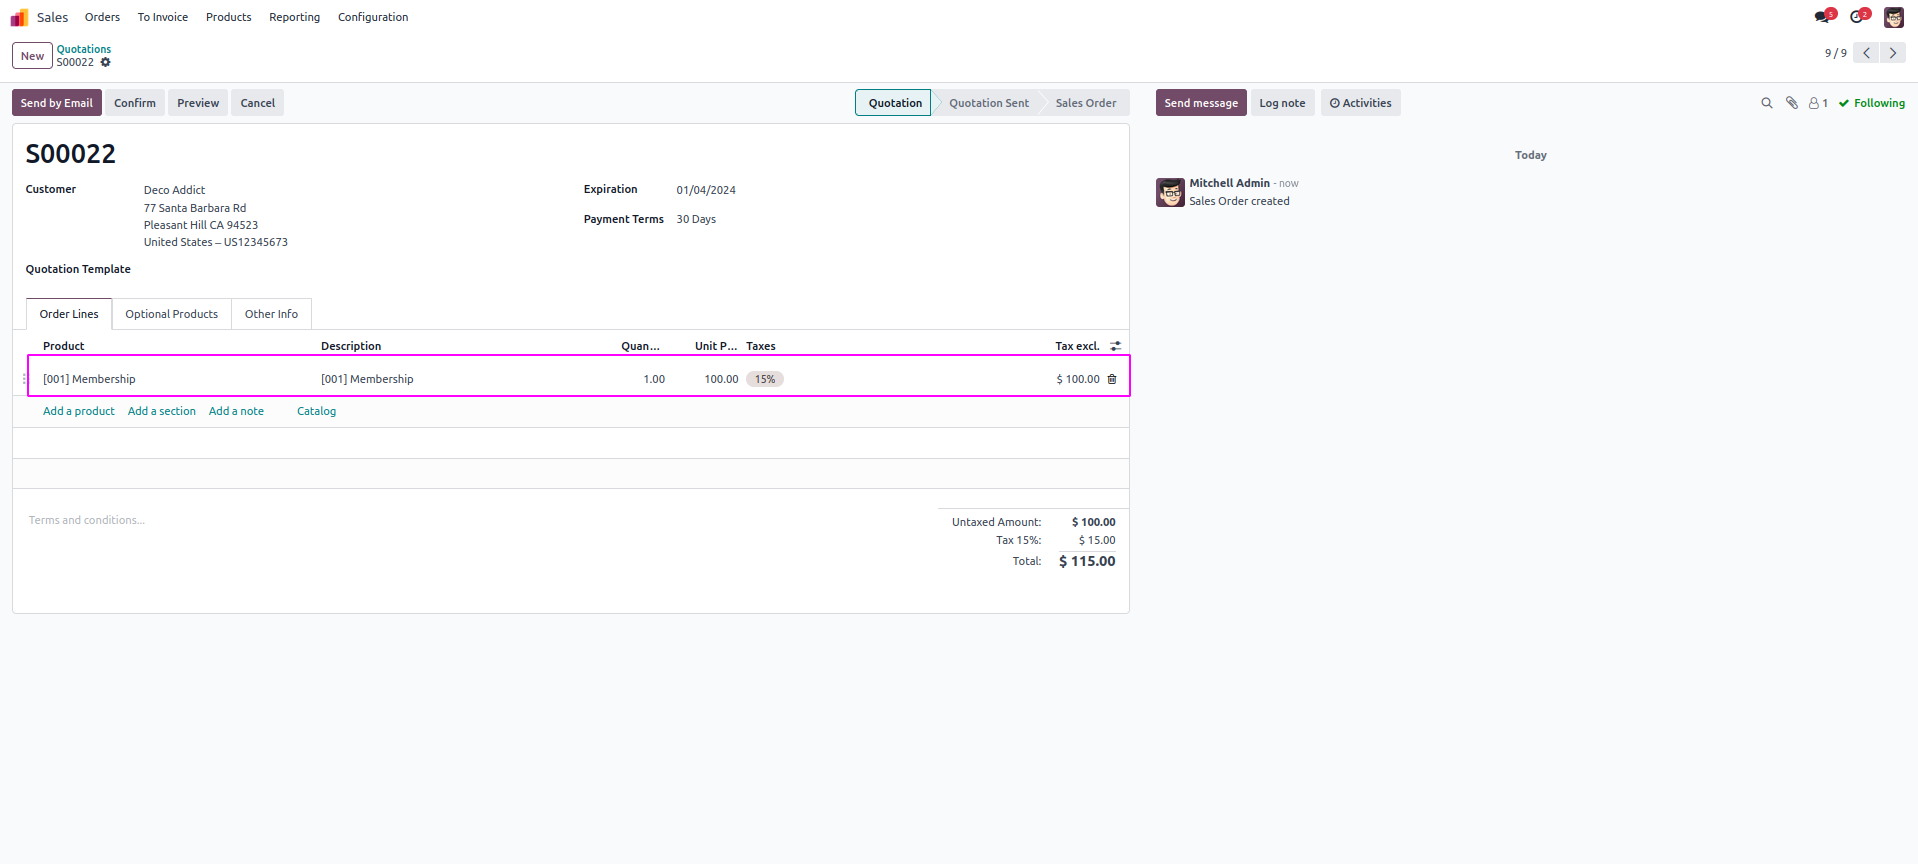 Sales Orders To Invoice Products Reporting Configuration 5 2
New Quotations
S00022
9 / 9
Send by Email Confirm Preview Cancel Quotation Quotation Sent Sales Order Send message Log note Activities 1 Following
S00022
Today
Customer Deco Addict
77 Santa Barbara Rd
Pleasant Hill CA 94523
United States – US12345673
Expiration 01/04/2024
Payment Terms 30 Days
Mitchell Admin - now
Sales Order created
Quotation Template
Order Lines Optional Products Other Info
Product Description Quan... Unit P... Taxes Tax excl.
[001] Membership [001] Membership 1.00 100.00 15% $ 100.00
Add a product Add a section Add a note Catalog
Terms and conditions...
Untaxed Amount: $ 100.00
Tax 15%: $ 15.00
Total: $ 115.00